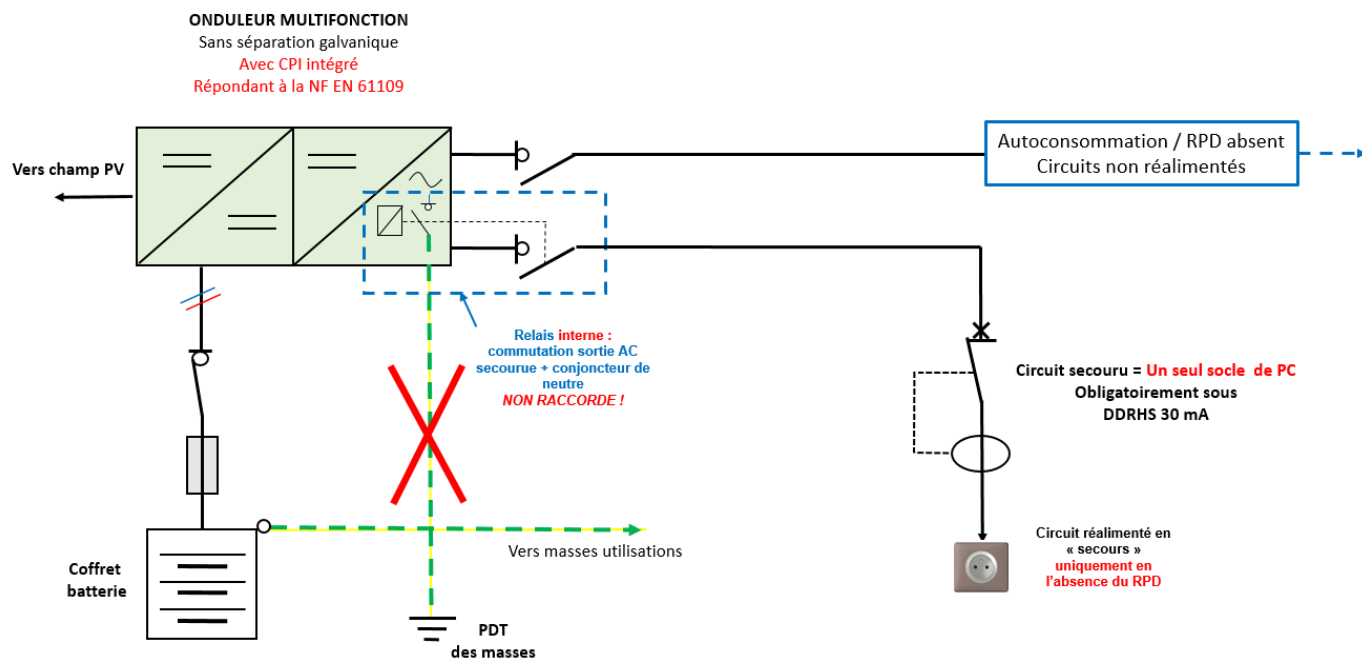 ONDULEUR MULTIFONCTION
Sans séparation galvanique
Avec CPI intégré
Répondant à la NF EN 61109
Vers champ PV
Autoconsommation / RPD absent
Circuits non réalimentés
Relais interne :
commutation sortie AC
secourue + conjoncteur de
neutre
NON RACCORDE !
Circuit secouru = Un seul socle de PC
Obligatoirement sous
DDRHS 30 mA
Vers masses utilisations
Circuit réalimenté en
« secours »
uniquement en
l'absence du RPD
Coffret
batterie
PDT
des masses